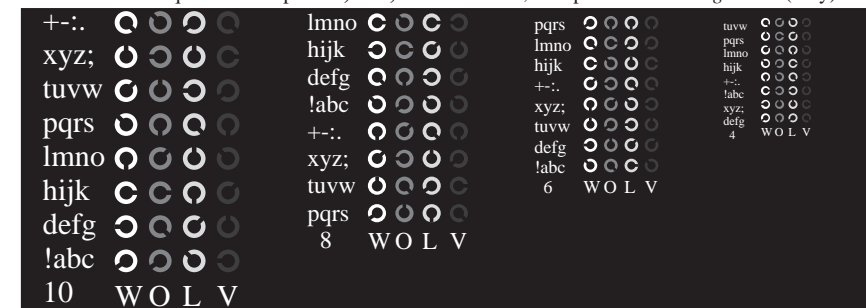 +-:.
xyz;
tuvw
pqrs
lmno
hijk
defg
!abc
10 W O L V
lmno
hijk
defg
!abc
+-:.
xyz;
tuvw
pqrs
8 W O L V
pqrs
lmno
hijk
+-:.
xyz;
tuvw
defg
!abc
6 W O L V
tuvw
pqrs
lmno
hijk
+-:.
!abc
xyz;
defg
4 W O L V